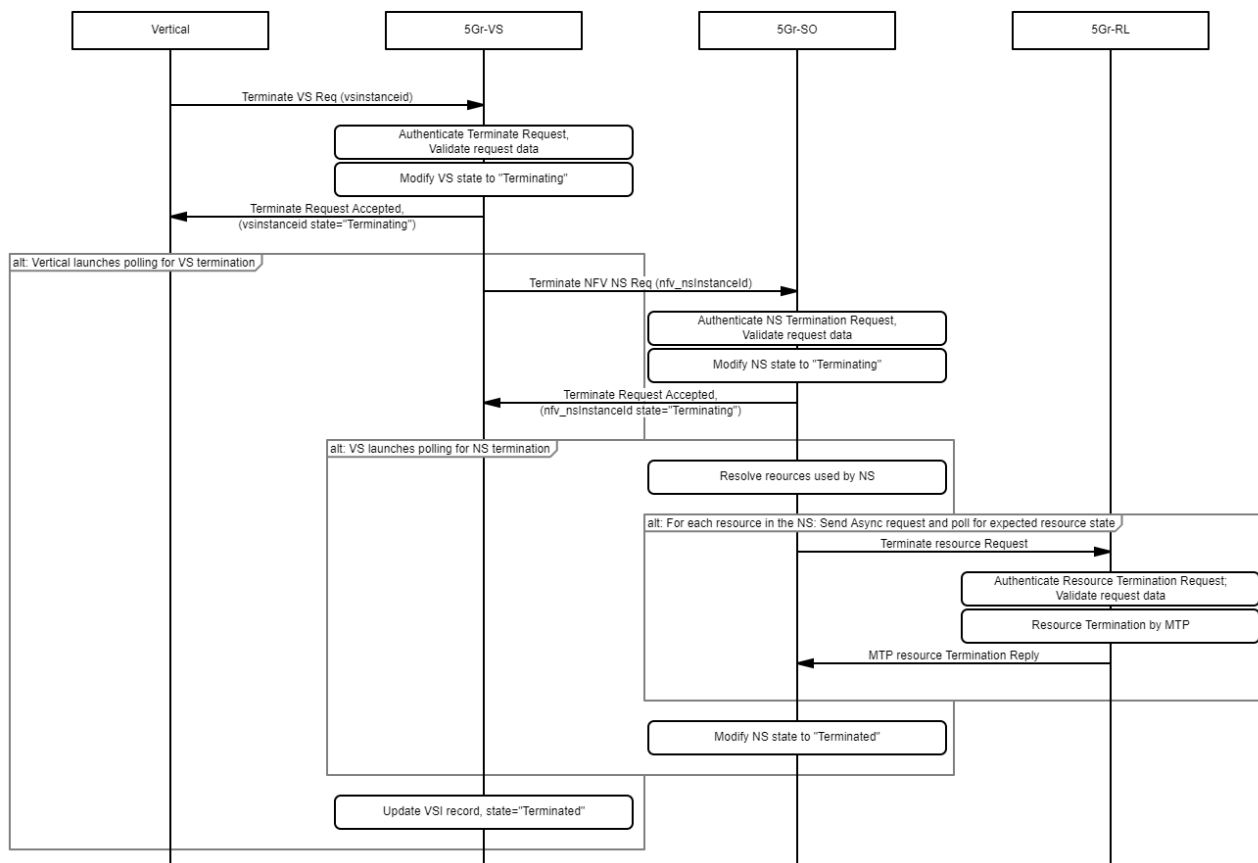 Vertical
5Gr-VS
5Gr-SO
5Gr-RL
Terminate VS Req (vsinstanceid)
Authenticate Terminate Request,
Validate request data
Modify VS state to "Terminating"
Terminate Request Accepted,
(vsinstanceid state="Terminating")
alt: Vertical launches polling for VS termination
Terminate NFV NS Req (nfv_nsInstanceId)
Authenticate NS Termination Request,
Validate request data
Modify NS state to "Terminating"
Terminate Request Accepted,
(nfv_nsInstanceId state="Terminating")
alt: VS launches polling for NS termination
Resolve reources used by NS
alt: For each resource in the NS: Send Async request and poll for expected resource state
Terminate resource Request
Authenticate Resource Termination Request;
Validate request data
Resource Termination by MTP
MTP resource Termination Reply
Modify NS state to "Terminated"
Update VSI record, state="Terminated"